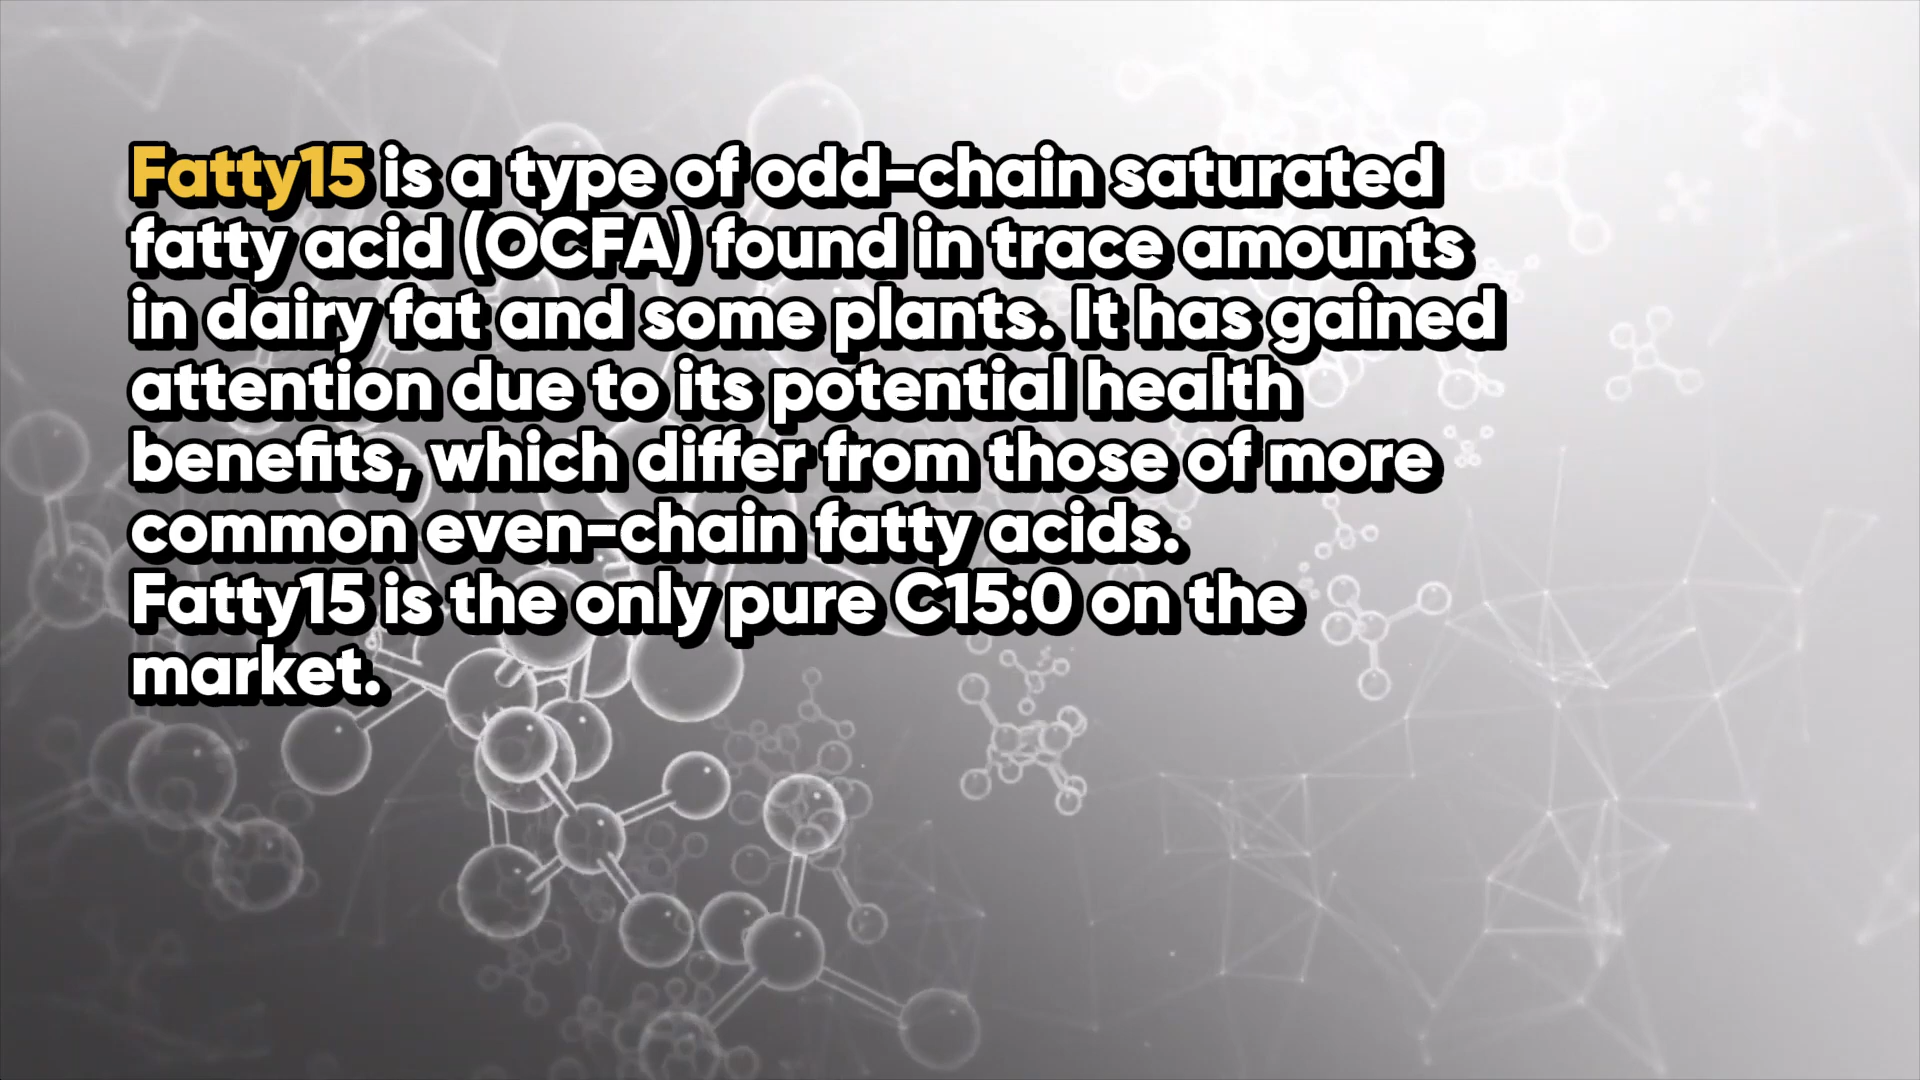 Fatty15 is a type of odd-chain saturated
fatty acid (OCFA) found in trace amounts
in dairy fat and some plants. It has gained
attention due to its potential health
benefits, which differ from those of more
common even-chain fatty acids.
Fatty15 is the only pure C15:0 on the
market.